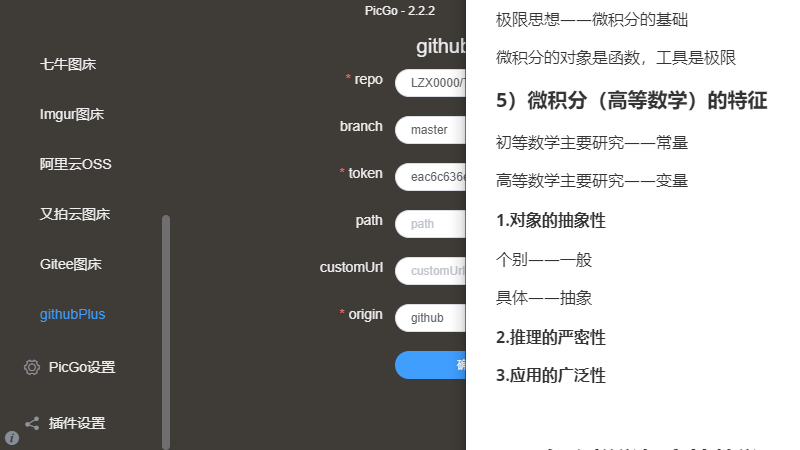 PicGo - 2.2.2
七牛图床
Imgur图床
阿里云OSS
又拍云图床
Gitee图床
githubPlus
PicGo设置
插件设置
github
* repo
LZX0000/
branch
master
* token
eac6c636
path
path
customUrl
customUrl
* origin
github
极限思想——微积分的基础
微积分的对象是函数，工具是极限
5）微积分（高等数学）的特征
初等数学主要研究——常量
高等数学主要研究——变量
1.对象的抽象性
个别——一般
具体——抽象
2.推理的严密性
3.应用的广泛性